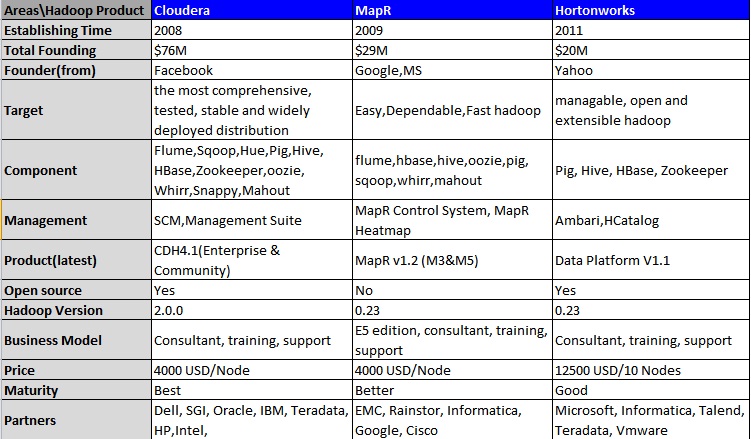 Areas\Hadoop Product Cloudera MapR Hortonworks
Establishing Time 2008 2009 2011
Total Founding $76M $29M $20M
Founder(from) Facebook Google,MS Yahoo
Target
the most comprehensive,
tested, stable and widely
deployed distribution
Easy,Dependable,Fast hadoop
managable, open and
extensible hadoop
Component
Flume,Sqoop,Hue,Pig,Hive,
HBase,Zookeeper,oozie,
Whirr,Snappy,Mahout
flume,hbase,hive,oozie,pig,
sqoop,whirr,mahout
Pig, Hive, HBase, Zookeeper
Management
SCM,Management Suite
MapR Control System, MapR
Heatmap
Ambari,HCatalog
Product(latest)
CDH4.1(Enterprise &
Community)
MapR v1.2 (M3&M5)
Data Platform V1.1
Open source Yes No Yes
Hadoop Version 2.0.0 0.23 0.23
Business Model
Consultant, training, support
E5 edition, consultant, training,
support
Consultant, training, support
Price 4000 USD/Node 4000 USD/Node 12500 USD/10 Nodes
Maturity Best Better Good
Partners
Dell, SGI, Oracle, IBM, Teradata,
HP,Intel,
EMC, Rainstor, Informatica,
Google, Cisco
Microsoft, Informatica, Talend,
Teradata, Vmware